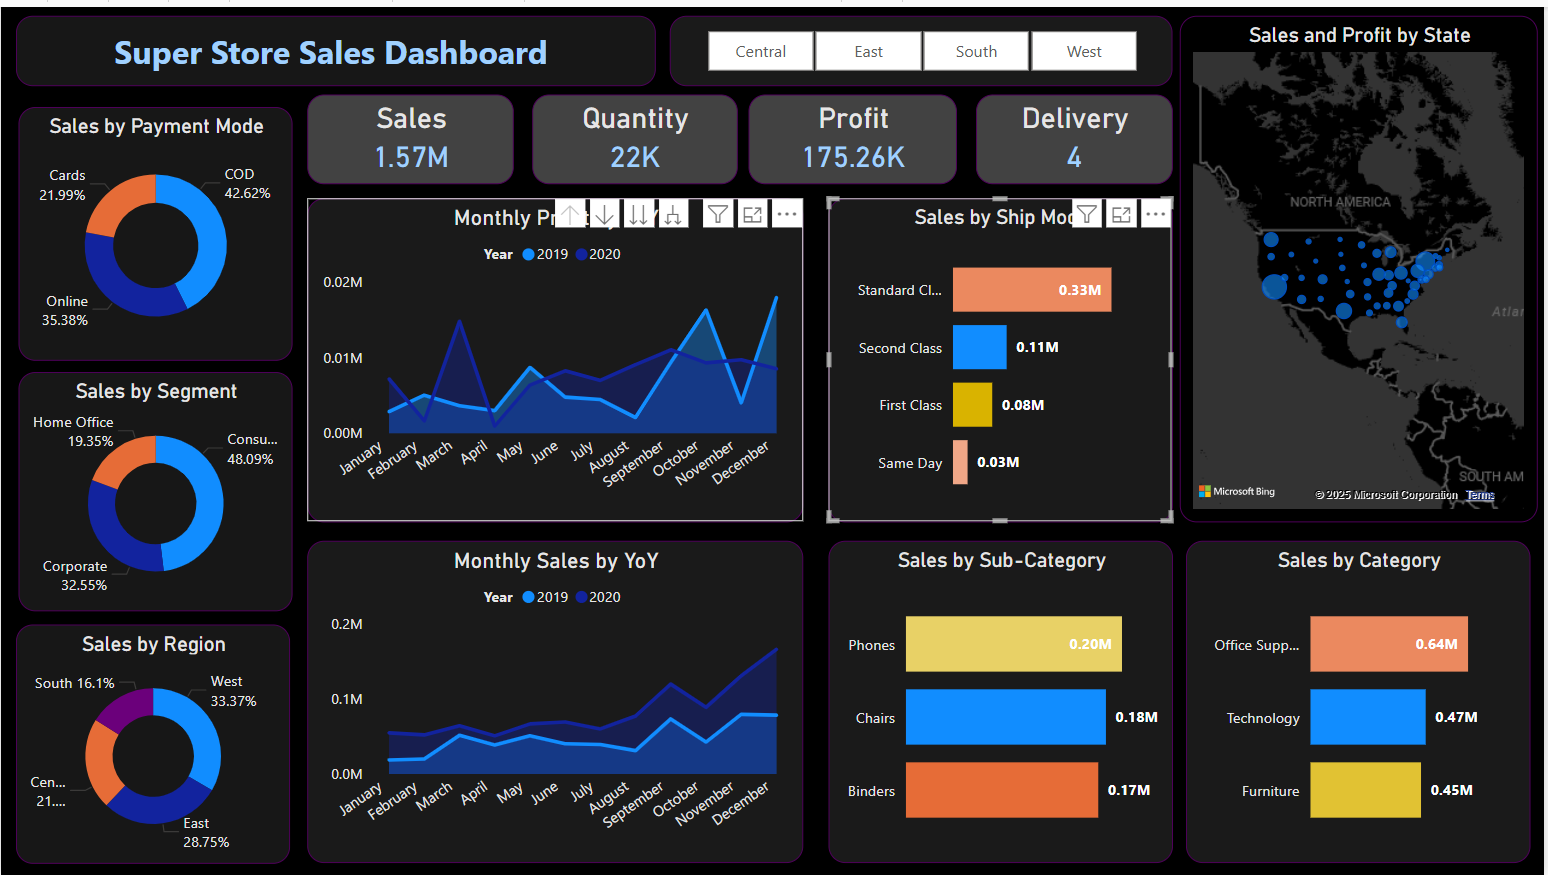 Super Store Sales Dashboard
Central
East
South
West
Sales and Profit by State
Sales
1.57M
Quantity
22K
Profit
175.26K
Delivery
4
Sales by Payment Mode
Cards
21.99%
COD
42.62%
Online
35.38%
Sales by Segment
Home Office
19.35%
Consu...
48.09%
Corporate
32.55%
Sales by Region
South 16.1%
West
33.37%
Cen...
21....
East
28.75%
Monthly
Year 2019 2020
0.02M
0.01M
0.00M
January
February
March
April
May
June
July
August
September
October
November
December
Sales by Ship Mo
Standard Cl...
0.33M
Second Class
0.11M
First Class
0.08M
Same Day
0.03M
NORTH AMERICA
Atlan
SOUTH AM
Microsoft Bing
© 2025 Microsoft Corporation Terms
Monthly Sales by YoY
Year 2019 2020
0.2M
0.1M
0.0M
January
February
March
April
May
June
July
August
September
October
November
December
Sales by Sub-Category
Phones
0.20M
Chairs
0.18M
Binders
0.17M
Sales by Category
Office Supp...
0.64M
Technology
0.47M
Furniture
0.45M